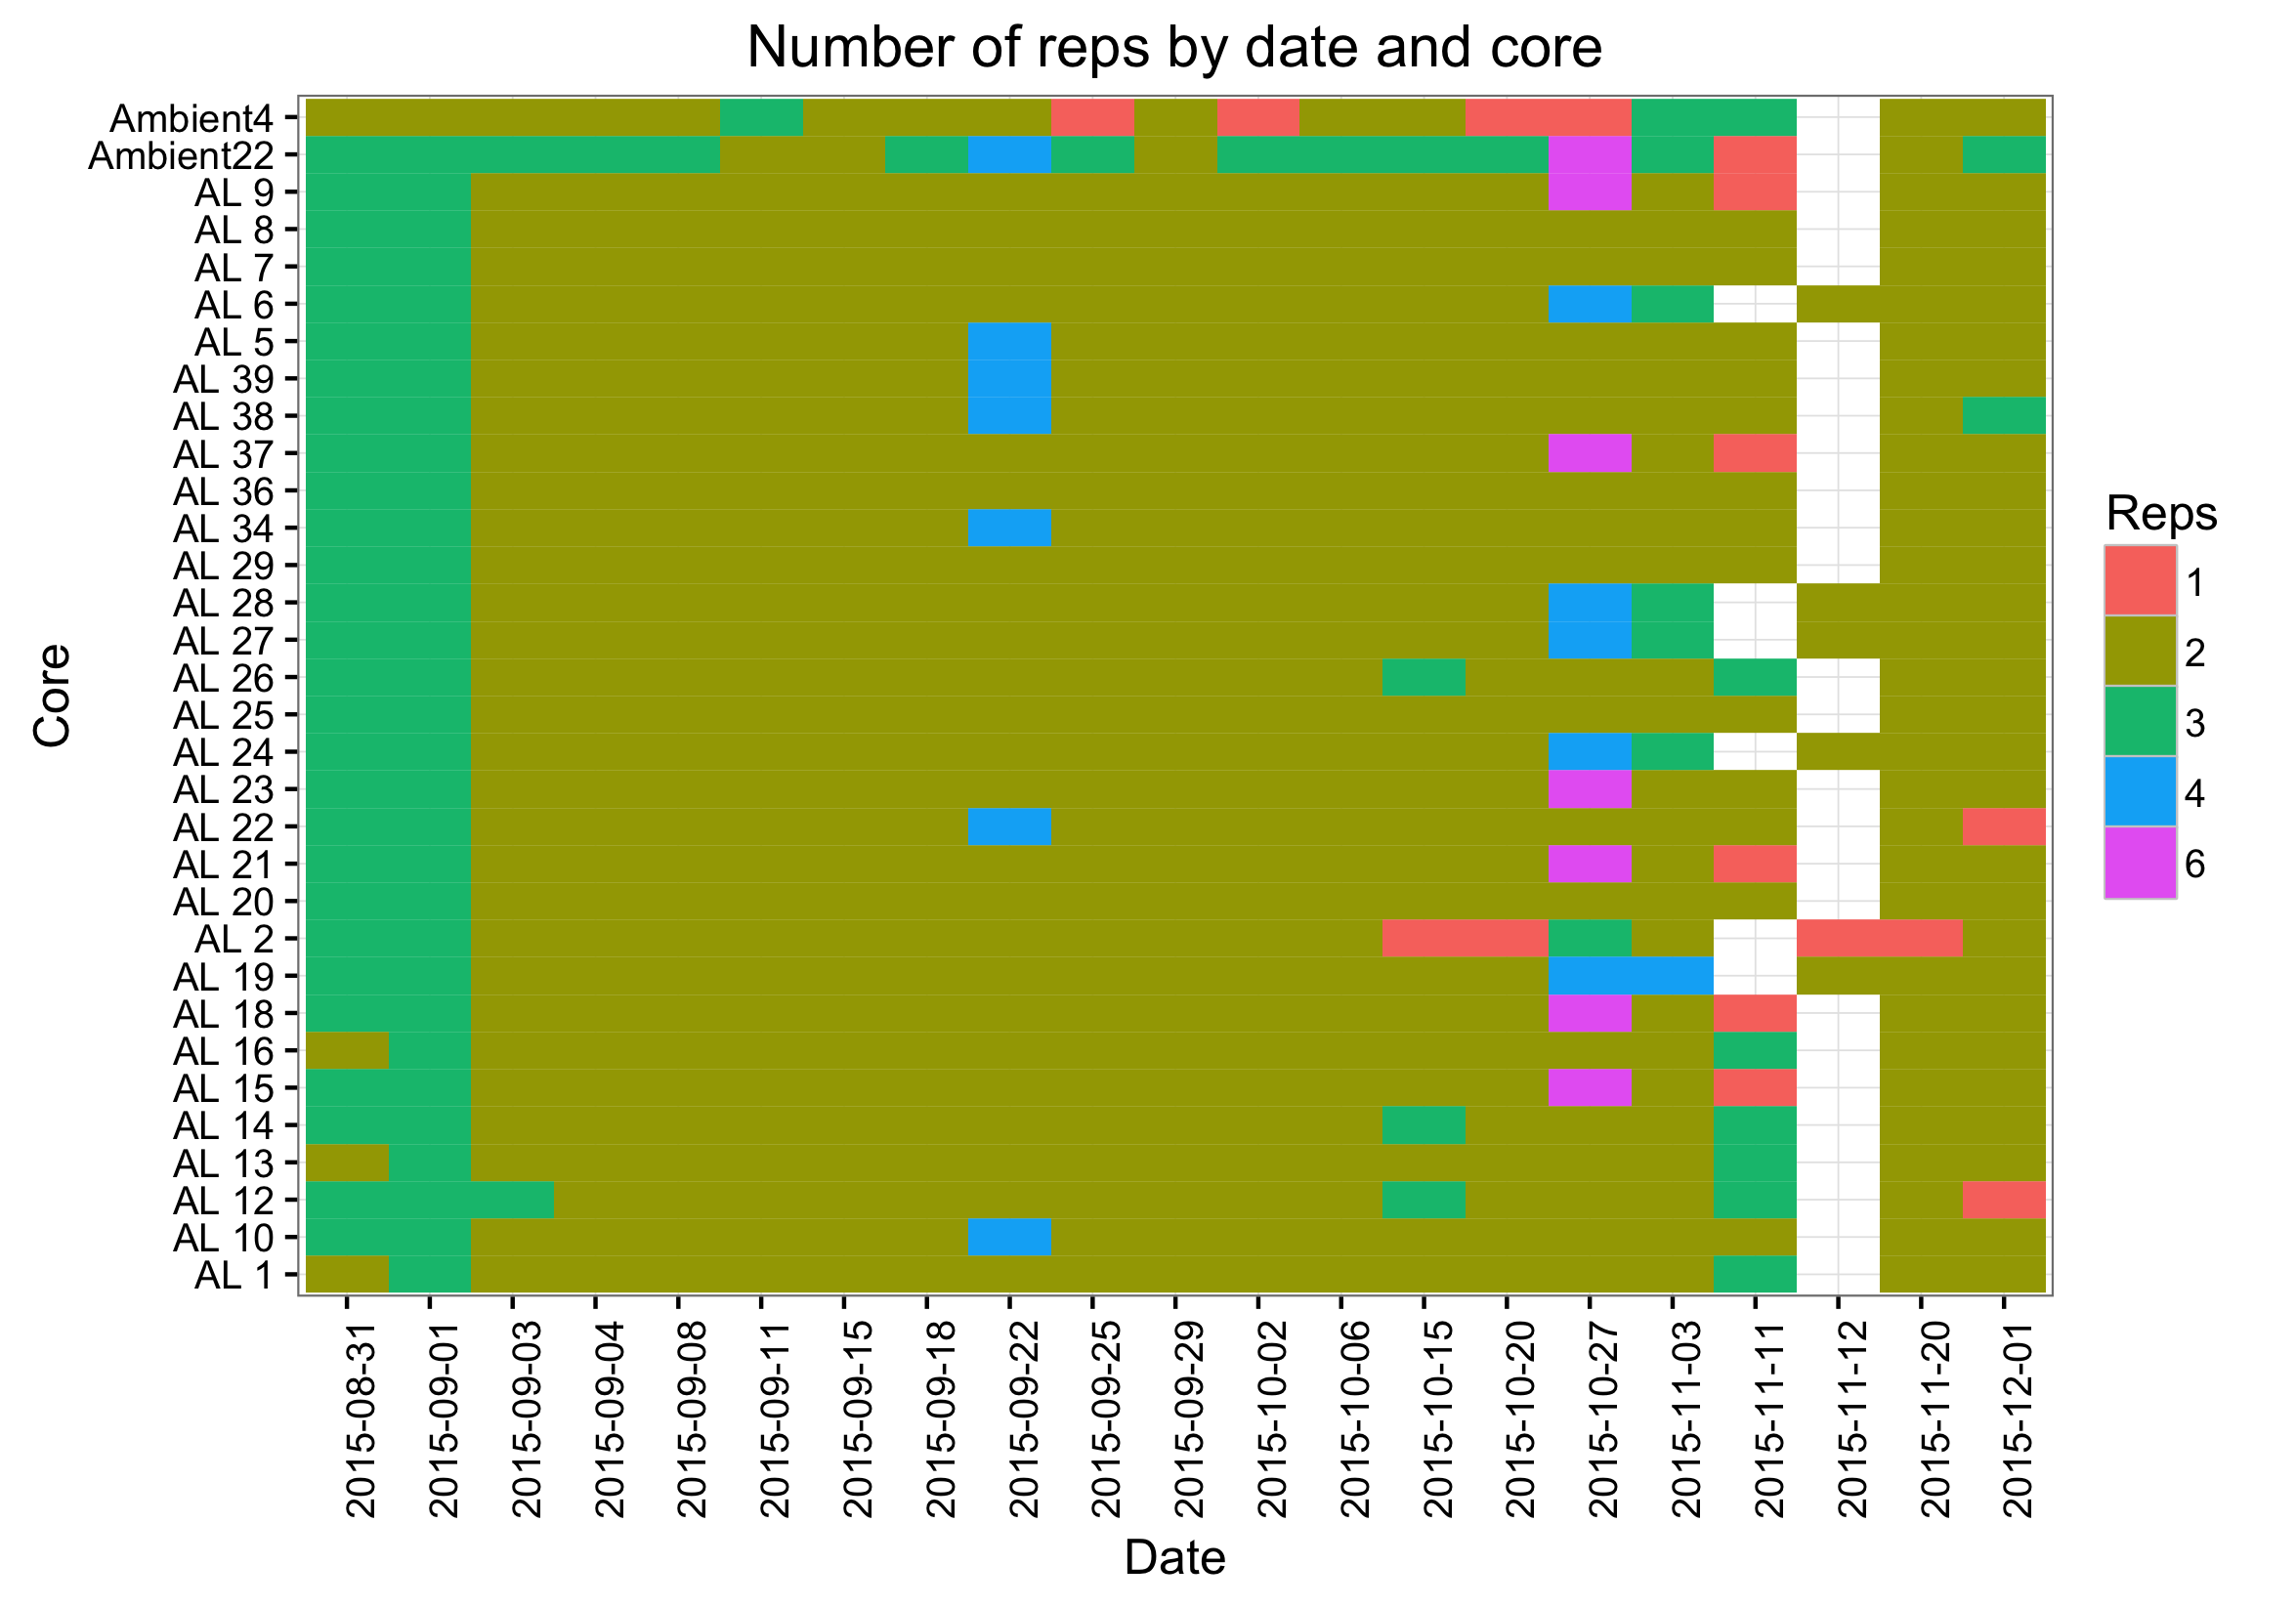 Number of reps by date and core
Ambient4
Ambient22
AL 9
AL 8
AL 7
AL 6
AL 5
AL 39
AL 38
AL 37
AL 36
AL 34
AL 29
AL 28
AL 27
AL 26
AL 25
AL 24
AL 23
AL 22
AL 21
AL 20
AL 2
AL 19
AL 18
AL 16
AL 15
AL 14
AL 13
AL 12
AL 10
AL 1
Core
2015-08-31
2015-09-01
2015-09-03
2015-09-04
2015-09-08
2015-09-11
2015-09-15
2015-09-18
2015-09-22
2015-09-25
2015-09-29
2015-10-02
2015-10-06
2015-10-15
2015-10-20
2015-10-27
2015-11-03
2015-11-11
2015-11-12
2015-11-20
2015-12-01
Date
Reps
1
2
3
4
6